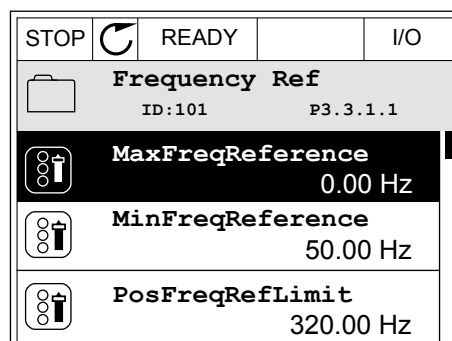 STOP READY I/O
Frequency Ref
ID:101 P3.3.1.1
MaxFreqReference
0.00 Hz
MinFreqReference
50.00 Hz
PosFreqRefLimit
320.00 Hz